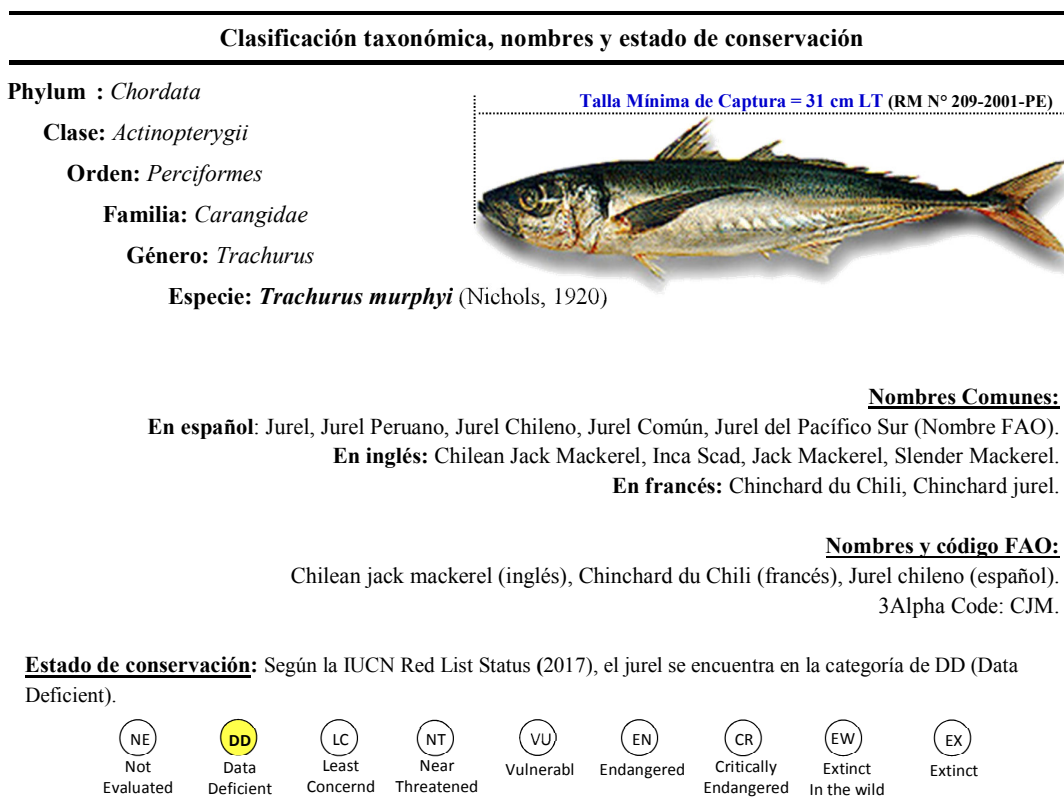 Clasificación taxonómica, nombres y estado de conservación
Phylum : Chordata
Clase: Actinopterygii
Orden: Perciformes
Familia: Carangidae
Género: Trachurus
Especie: Trachurus murphyi (Nichols, 1920)
Talla Mínima de Captura = 31 cm LT (RM N° 209-2001-PE)
Nombres Comunes:
En español: Jurel, Jurel Peruano, Jurel Chileno, Jurel Común, Jurel del Pacífico Sur (Nombre FAO).
En inglés: Chilean Jack Mackerel, Inca Scad, Jack Mackerel, Slender Mackerel.
En francés: Chinchard du Chili, Chinchard jurel.
Nombres y código FAO:
Chilean jack mackerel (inglés), Chinchard du Chili (francés), Jurel chileno (español).
3Alpha Code: CJM.
Estado de conservación: Según la IUCN Red List Status (2017), el jurel se encuentra en la categoría de DD (Data
Deficient).
NE DD LC NT VU EN CR EW EX
Not Data Least Near Vulnerabl Endangered Critically Extinct Extinct
Evaluated Deficient Concernd Threatened Endangered In the wild